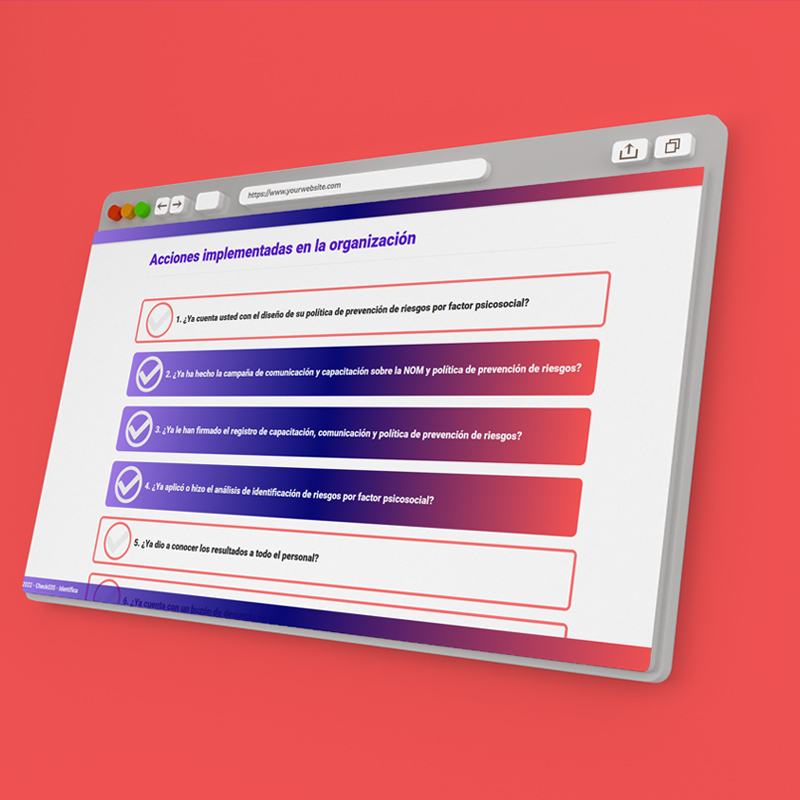 https://www.yourwebsite.com
Acciones implementadas en la organización
1. ¿Ya cuenta usted con el diseño de su política de prevención de riesgos por factor psicosocial?
2. ¿Ya ha hecho la campaña de comunicación y capacitación sobre la NOM y política de prevención de riesgos?
3. ¿Ya le han firmado el registro de capacitación, comunicación y política de prevención de riesgos?
4. ¿Ya aplicó o hizo el análisis de identificación de riesgos por factor psicosocial?
5. ¿Ya dio a conocer los resultados a todo el personal?
6. ¿Ya cuenta con un buzón de
2022 - Check035 - Identifica